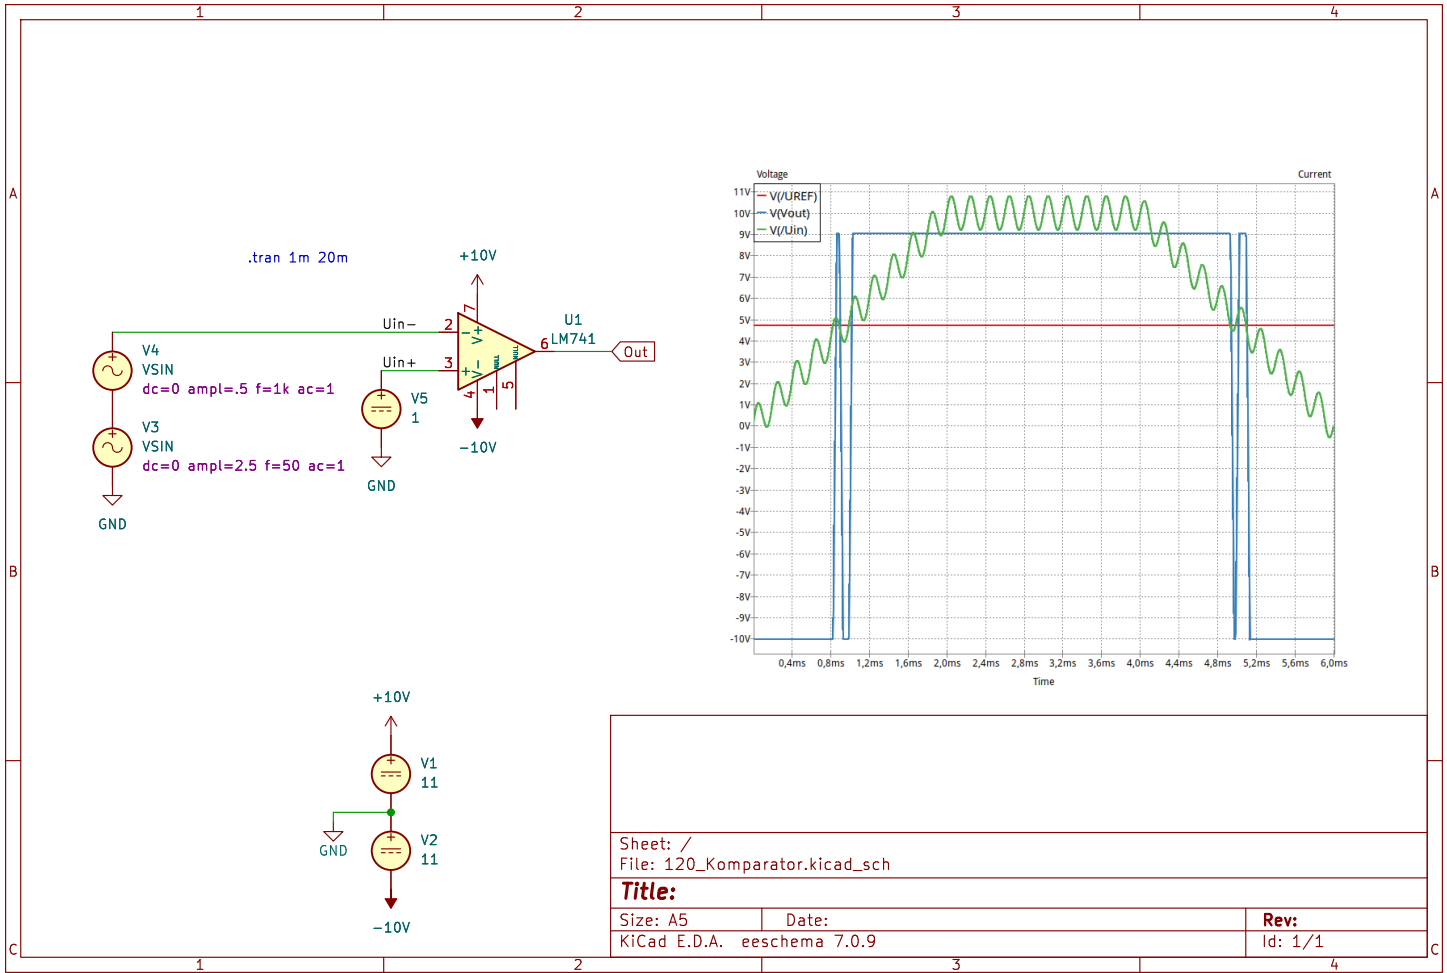 1 2 3 4
A
B
C
A
B
C
1 2 3 4
.tran 1m 20m
+10V
7
Uin-
2
-
V+
U1
LM741
6
Out
Uin+
3
+
V-
NULL
NULL
4
1
5
-10V
V4
VSIN
dc=0 ampl=.5 f=1k ac=1
V3
VSIN
dc=0 ampl=2.5 f=50 ac=1
GND
V5
1
GND
+10V
V1
11
GND
V2
11
-10V
Voltage
Current
V(/UREF)
V(Vout)
V(/Uin)
11V
10V
9V
8V
7V
6V
5V
4V
3V
2V
1V
0V
-1V
-2V
-3V
-4V
-5V
-6V
-7V
-8V
-9V
-10V
0,4ms 0,8ms 1,2ms 1,6ms 2,0ms 2,4ms 2,8ms 3,2ms 3,6ms 4,0ms 4,4ms 4,8ms 5,2ms 5,6ms 6,0ms
Time
Sheet: /
File: 120_Komparator.kicad_sch
Title:
Size: A5 Date: Rev:
KiCad E.D.A. eeschema 7.0.9 Id: 1/1